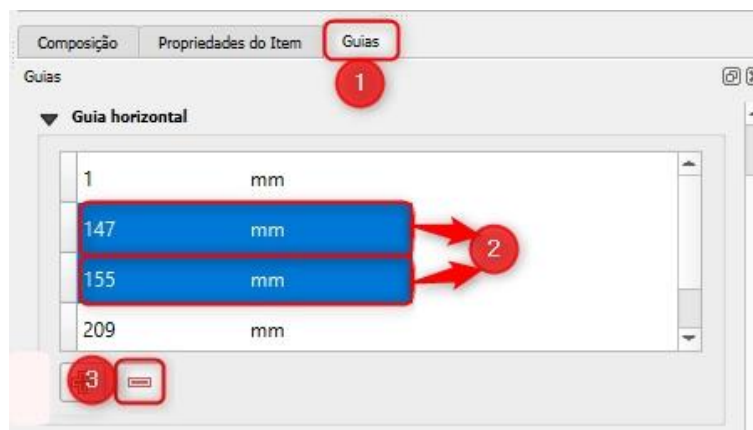 Composição Propriedades do Item Guias
Guias
1
Guia horizontal
1 mm
147 mm
2
155 mm
209 mm
3